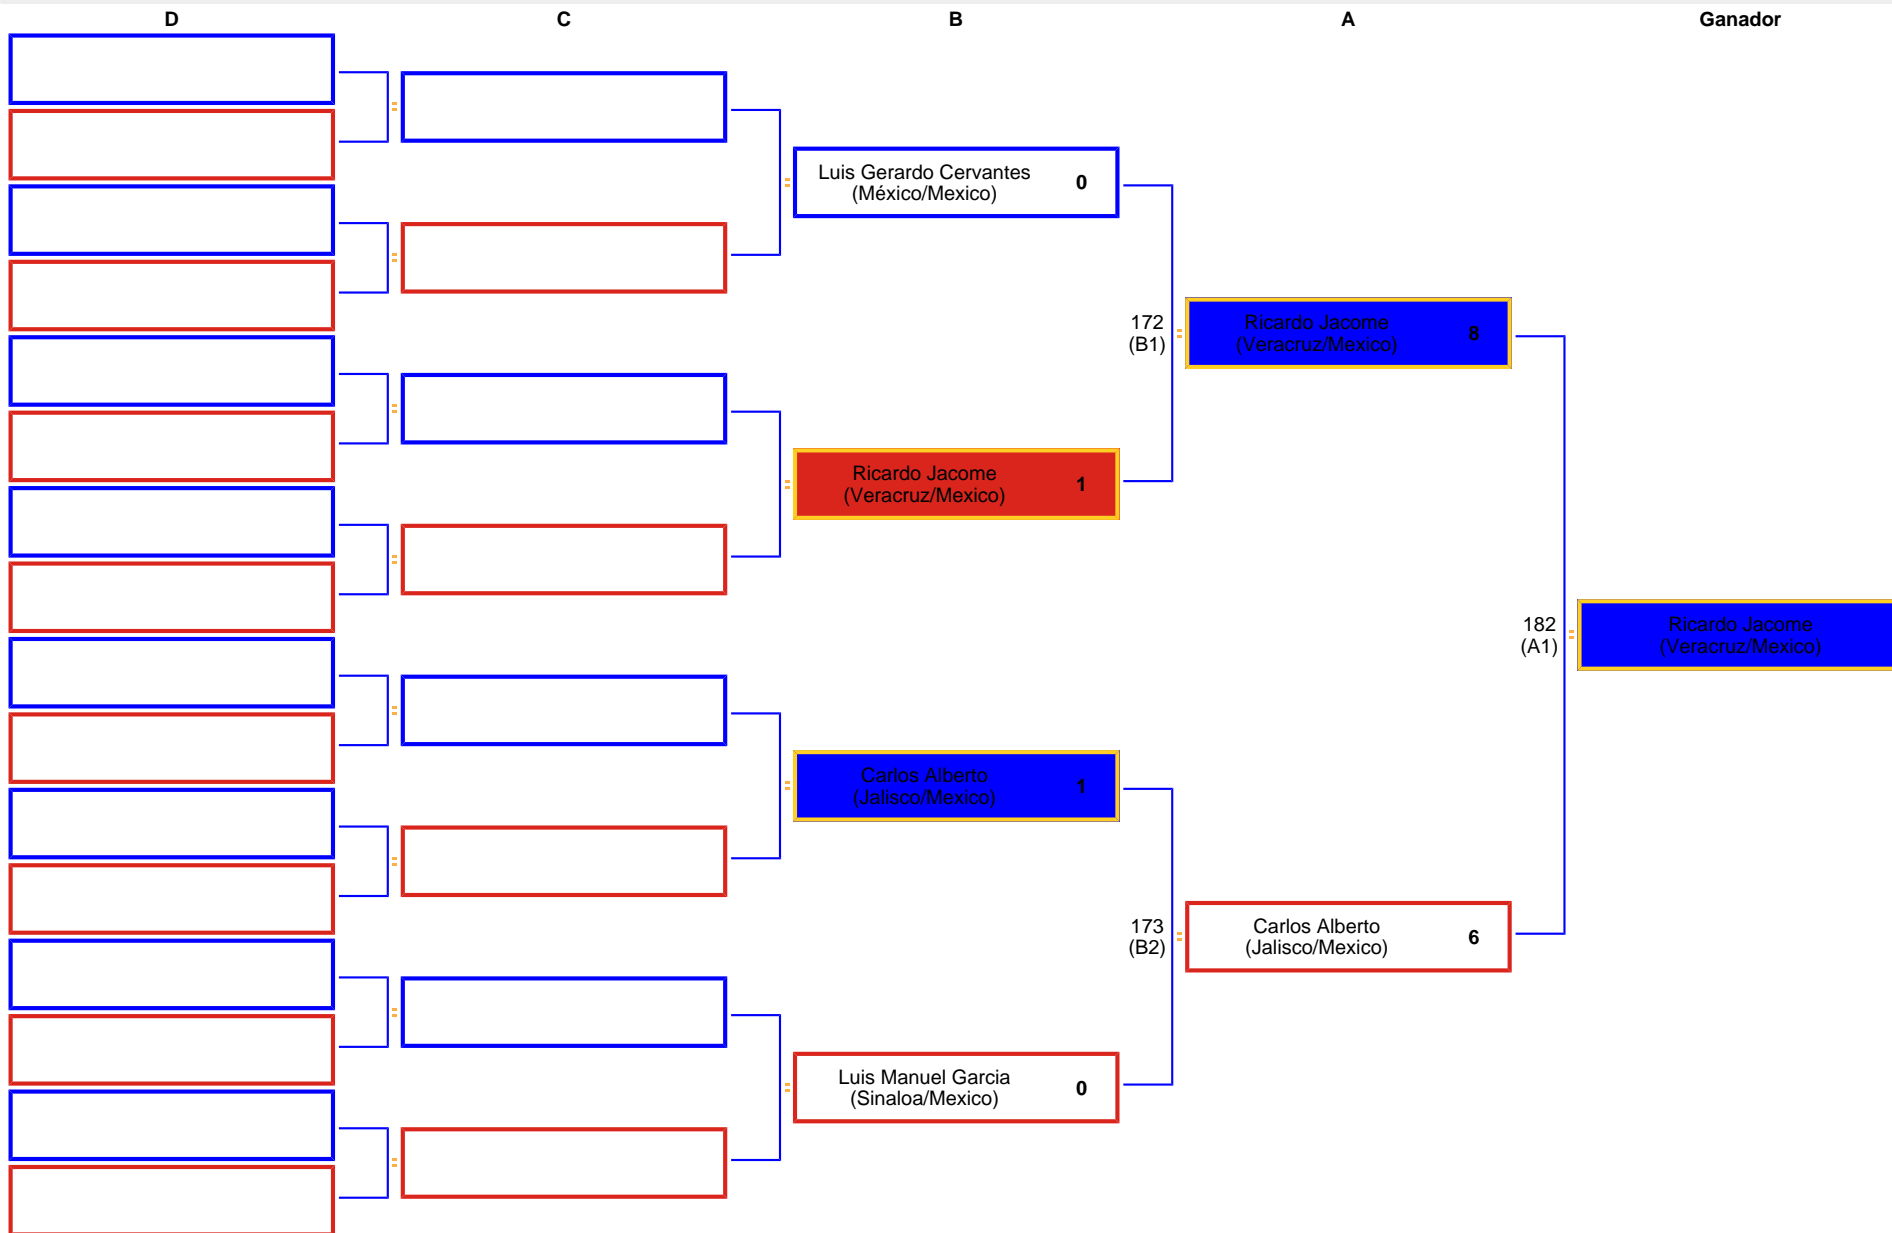 D C B A Ganador
Luis Gerardo Cervantes
(México/Mexico)
0
172
(B1)
Ricardo Jacome
(Veracruz/Mexico)
8
Ricardo Jacome
(Veracruz/Mexico)
1
182
(A1)
Ricardo Jacome
(Veracruz/Mexico)
Carlos Alberto
(Jalisco/Mexico)
1
173
(B2)
Carlos Alberto
(Jalisco/Mexico)
6
Luis Manuel Garcia
(Sinaloa/Mexico)
0